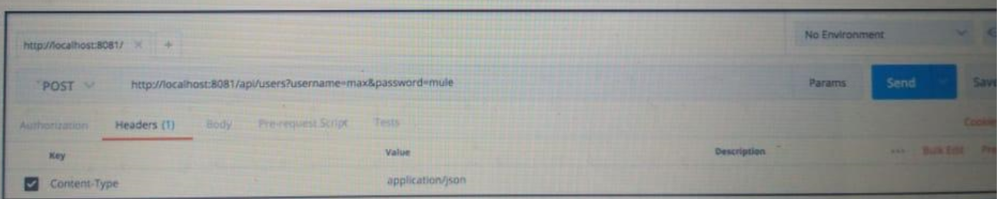 http://localhost:8081/ × +
No Environment
POST http://localhost:8081/api/users?username=max&password=mule Params Send Save
Authorization Headers (1) Body Pre-request Script Tests Cookie
Key Value Description ••• Bulk Edit Pre
Content-Type application/json